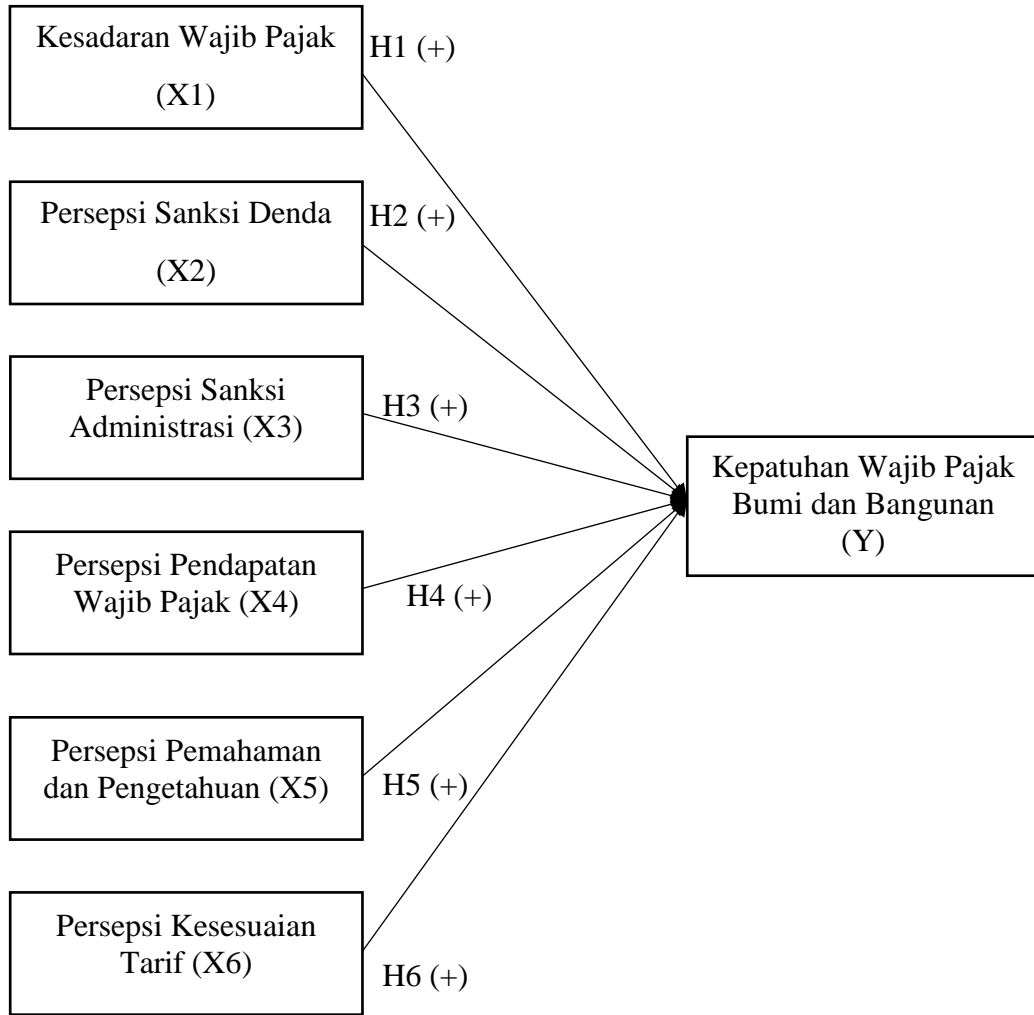 Kesadaran Wajib Pajak
(X1)
H1 (+)
Persepsi Sanksi Denda
(X2)
H2 (+)
Persepsi Sanksi
Administrasi (X3)
H3 (+)
Kepatuhan Wajib Pajak
Bumi dan Bangunan
(Y)
Persepsi Pendapatan
Wajib Pajak (X4)
H4 (+)
Persepsi Pemahaman
dan Pengetahuan (X5)
H5 (+)
Persepsi Kesesuaian
Tarif (X6)
H6 (+)